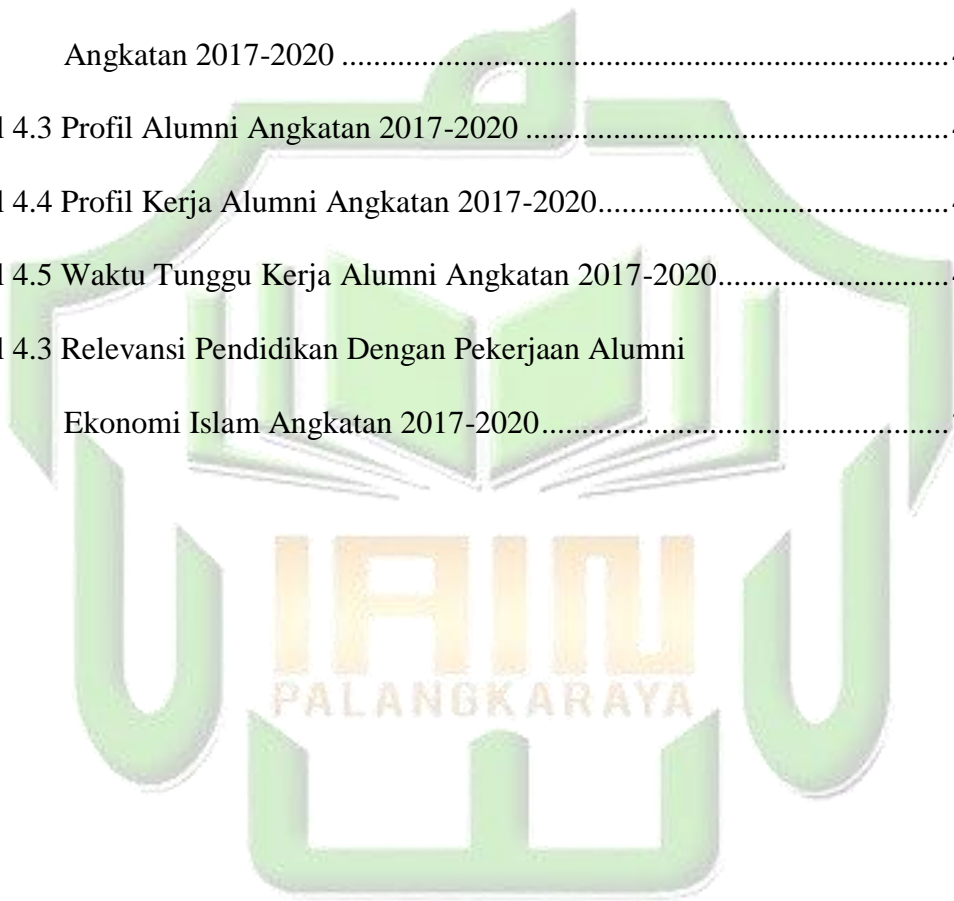 Angkatan 2017-2020 ............................................................................
l 4.3 Profil Alumni Angkatan 2017-2020 .....................................................
l 4.4 Profil Kerja Alumni Angkatan 2017-2020............................................
l 4.5 Waktu Tunggu Kerja Alumni Angkatan 2017-2020.............................
l 4.3 Relevansi Pendidikan Dengan Pekerjaan Alumni
Ekonomi Islam Angkatan 2017-2020...................................................
IAIN
PALANGKARAYA